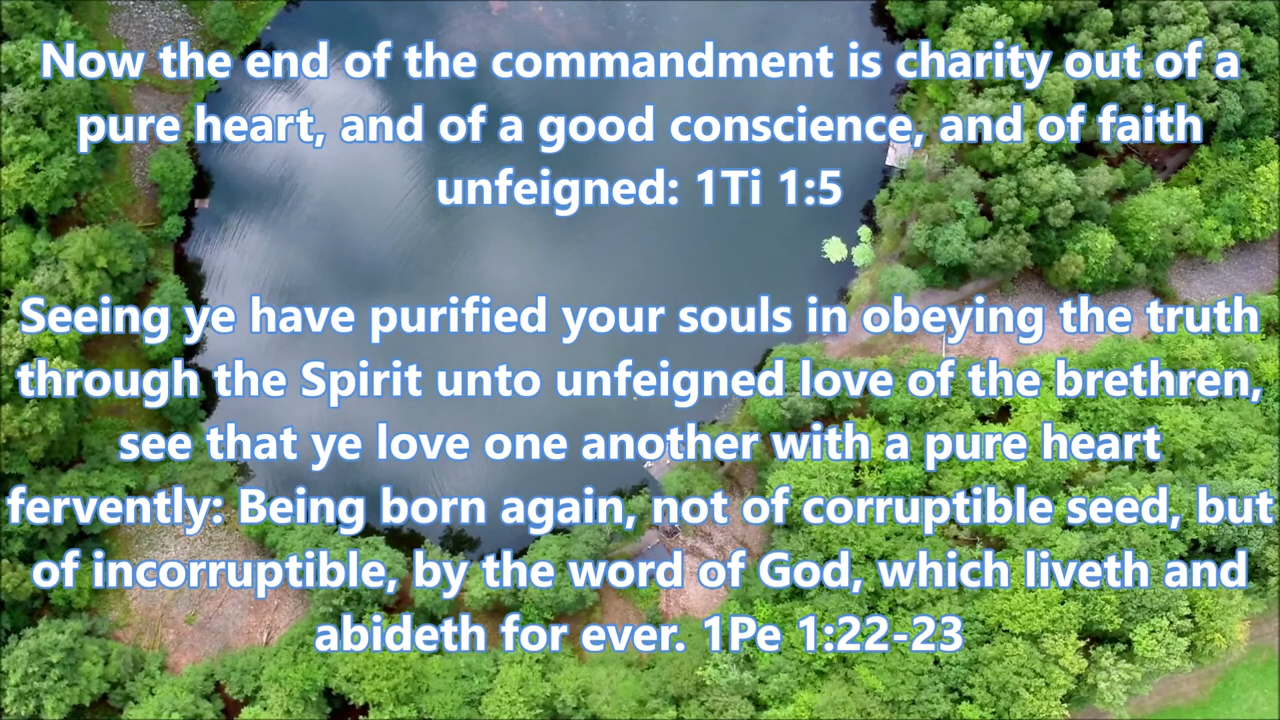 Now the end of the commandment is charity out of a
pure heart, and of a good conscience, and of faith
unfeigned: 1Ti 1:5
Seeing ye have purified your souls in obeying the truth
through the Spirit unto unfeigned love of the brethren,
see that ye love one another with a pure heart
fervently: Being born again, not of corruptible seed, but
of incorruptible, by the word of God, which liveth and
abideth for ever. 1Pe 1:22-23